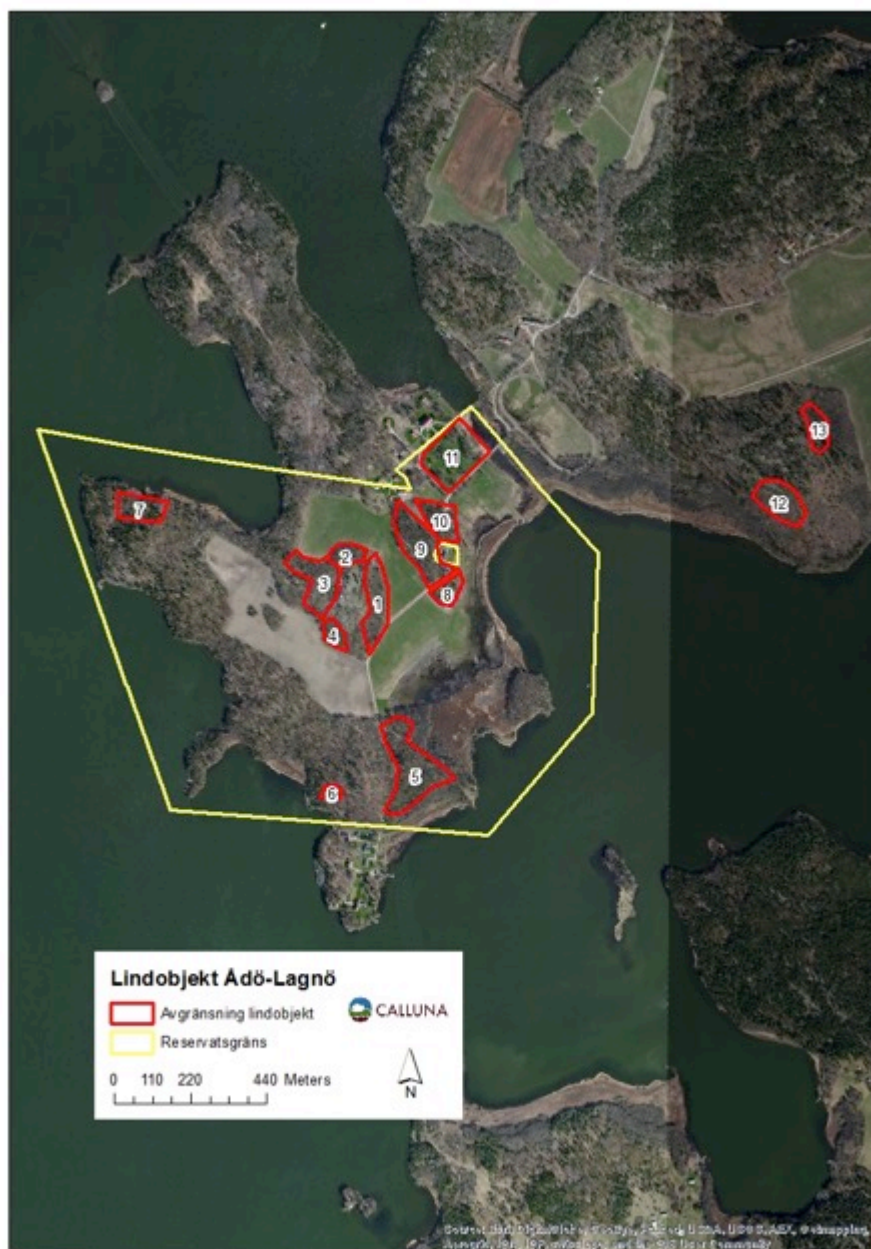 11
13
12
7
10
2
9
3
8
1
4
5
6
Lindobjekt Ådö-Lagnö
Avgränsning lindobjekt
CALLUNA
Reservatsgräns
0 110 220 440 Meters
N